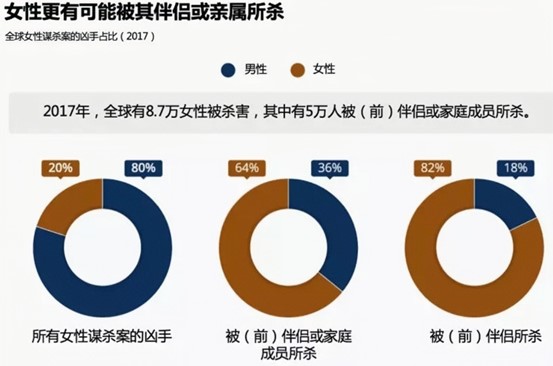 女性更有可能被其伴侣或亲属所杀
全球女性谋杀案的凶手占比（2017）
男性 女性
2017年，全球有8.7万女性被杀害，其中有5万人被（前）伴侣或家庭成员所杀。
20% 80% 64% 36% 82% 18%
所有女性谋杀案的凶手 被（前）伴侣或家庭 被（前）伴侣所杀
成员所杀